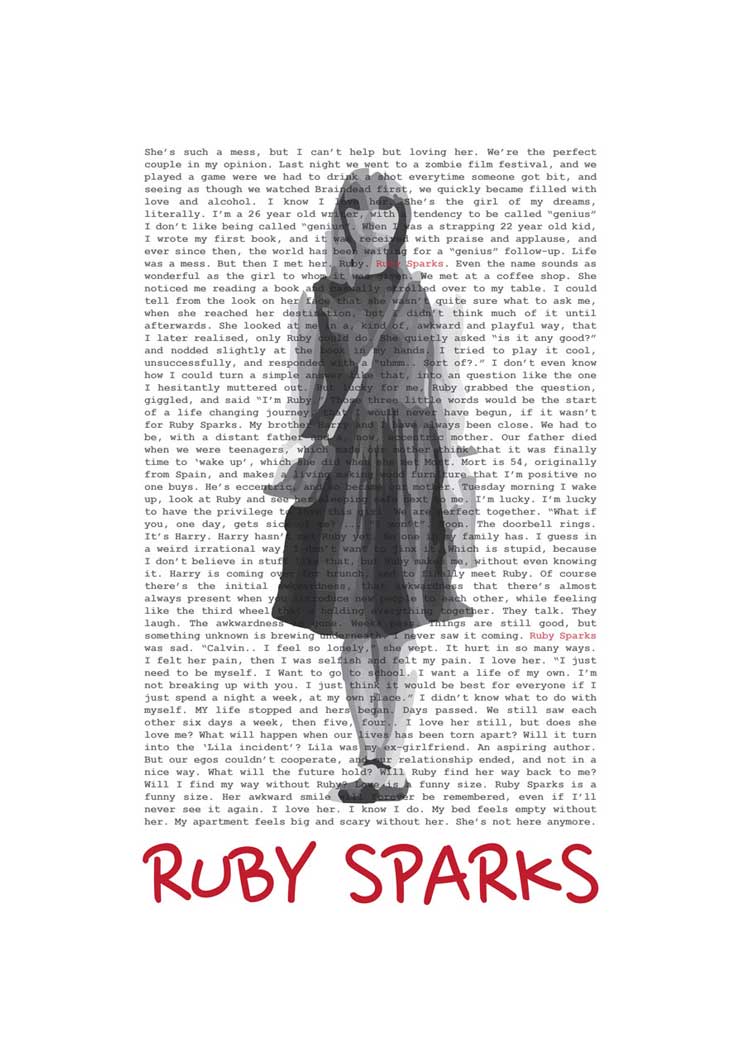 She's such a mess, but I can't help but loving her. We're the perfect
couple in my opinion. Last night we went to a zombie film festival, and we
played a game were we had to drink a shot everytime someone got bit, and
seeing as though we watched Braindead first, we quickly became filled with
love and alcohol. I know I love her. She's the girl of my dreams,
literally. I'm a 26 year old writer, with a tendency to be called “genius”
I don't like being called “genius”. When I was a strapping 22 year old kid,
I wrote my first book, and it was received with praise and applause, and
ever since then, the world has been waiting for a “genius” follow-up. Life
was a mess. But then I met her. Ruby. Ruby Sparks. Even the name sounds as
wonderful as the girl to whom it was given. We met at a coffee shop. She
noticed me reading a book and casually strolled over to my table. I could
tell from the look on her face that she wasn't quite sure what to ask me,
when she reached her destination, but I didn't think much of it until
afterwards. She looked at me in a, kind of, awkward and playful way, that
I later realised, only Ruby could do. She quietly asked “is it any good?”
and nodded slightly at the book in my hands. I tried to play it cool,
unsuccessfully, and responded with a “uhmm.. Sort of?.” I don't even know
how I could turn a simple answer like that, into an question like the one
I hesitantly muttered out. But lucky for me, Ruby grabbed the question,
giggled, and said “I'm Ruby”. Those three little words would be the start
of a life changing journey, that I would never have begun, if it wasn't
for Ruby Sparks. My brother Harry and I have always been close. We had to
be, with a distant father and a, now, eccentric mother. Our father died
when we were teenagers, which made my mother think that it was finally
time to ‘wake up’, which she did when she met Mort. Mort is 54, originally
from Spain, and makes a living making wood furniture that I'm positive no
one buys. He's eccentric, and so became our mother. Tuesday morning I wake
up, look at Ruby and see her sleeping safe next to me. I'm lucky. I'm lucky
to have the privilege to love this girl. We are perfect together. “What if
you, one day, gets sick of me? ...” “I won't”. Soon. The doorbell rings.
It's Harry. Harry hasn't met Ruby yet. No one in my family has. I guess in
a weird irrational way, I don't want to jinx it. Which is stupid, because
I don't believe in stuff like that, but Ruby makes me, without even knowing
it. Harry is coming over for brunch, and to finally meet Ruby. Of course
there's the initial awkwardness, that awkwardness that there's almost
always present when you introduce new people to each other, while feeling
like the third wheel that's holding everything together. They talk. They
laugh. The awkwardness is gone. Weeks past. Things are still good, but
something unknown is brewing underneath. I never saw it coming. Ruby Sparks
was sad. “Calvin.. I feel so lonely,” she wept. It hurt in so many ways.
I felt her pain, then I was selfish and felt my pain. I love her. “I just
need to be myself. I Want to go to school. I want a life of my own. I'm
not breaking up with you. I just think it would be best for everyone if I
just spend a night a week, at my own place.” I didn't know what to do with
myself. MY life stopped and hers began. Days passed. We still saw each
other six days a week, then five, four.. I love her still, but does she
love me? What will happen when our lives has been torn apart? Will it turn
into the ‘Lila incident’? Lila was my ex-girlfriend. An aspiring author.
But our egos couldn't cooperate, and our relationship ended, and not in a
nice way. What will the future hold? Will Ruby find her way back to me?
Will I find my way without Ruby? Love is a funny size. Ruby Sparks is a
funny size. Her awkward smile will forever be remembered, even if I'll
never see it again. I love her. I know I do. My bed feels empty without
her. My apartment feels big and scary without her. She's not here anymore.
RUBY SPARKS